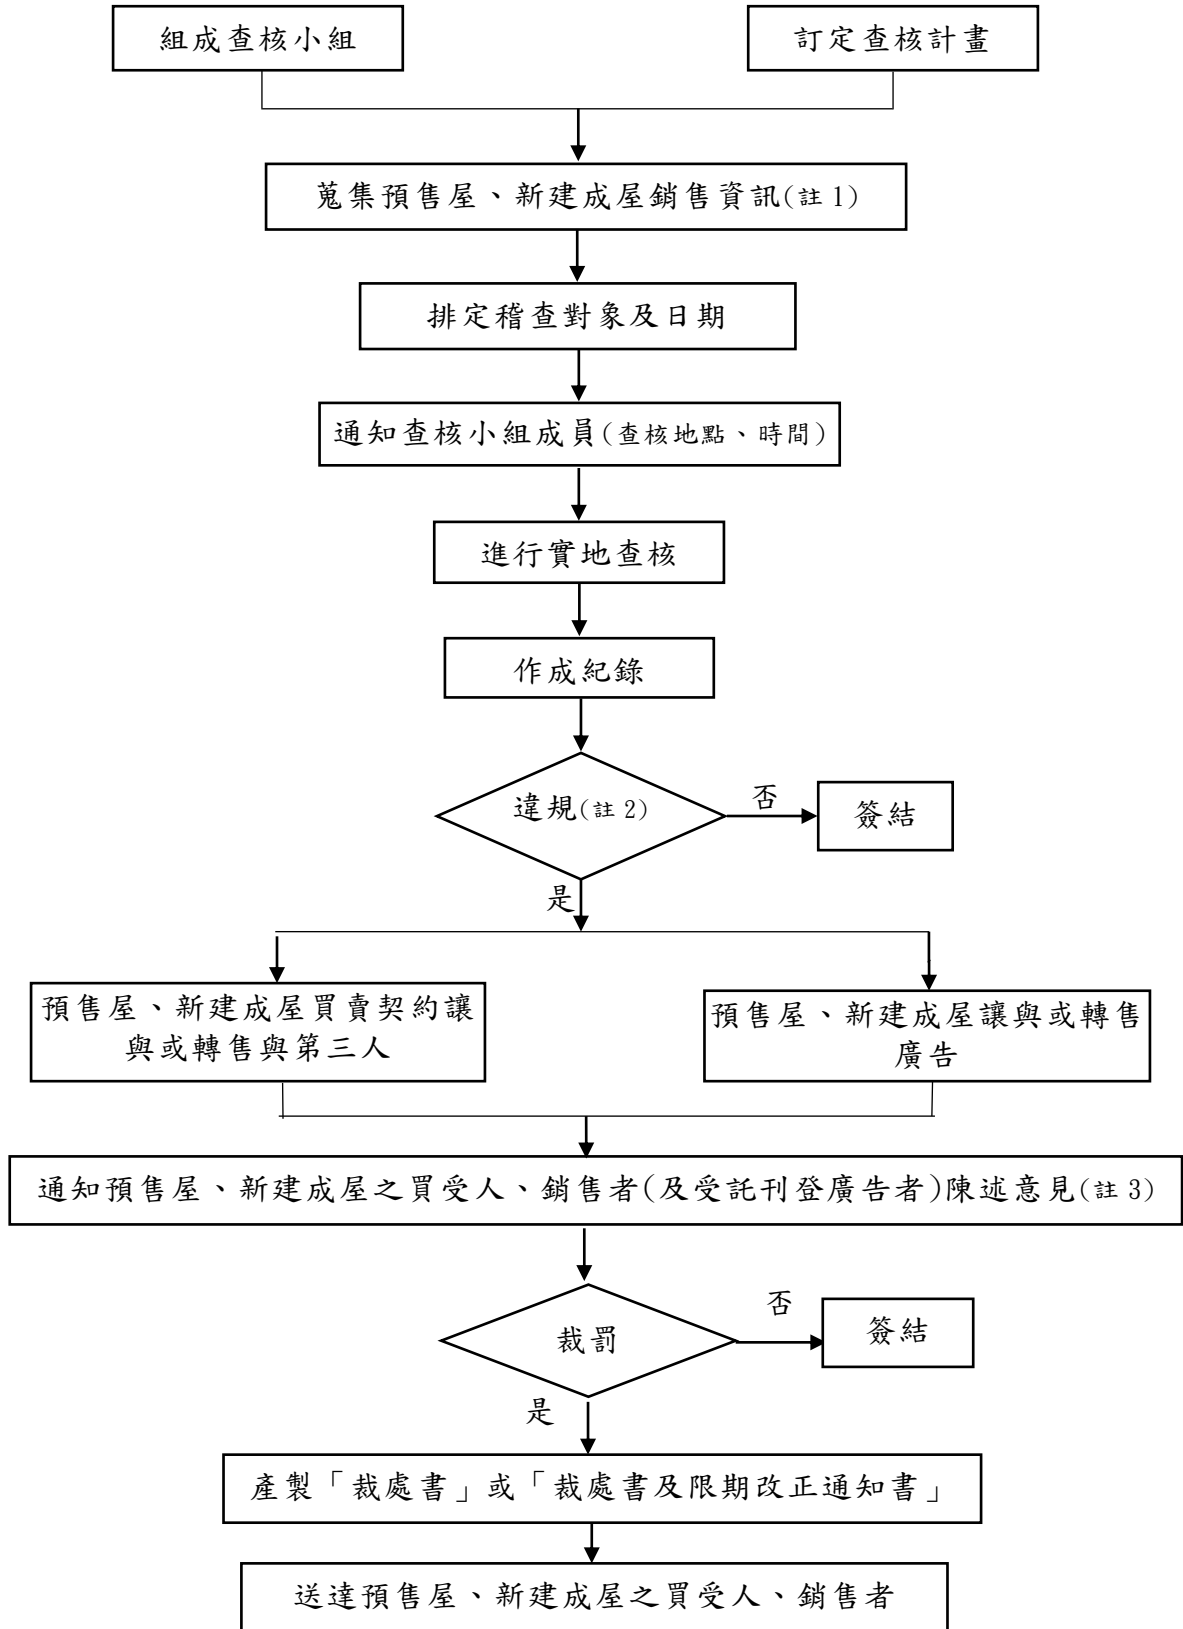 組成查核小組
訂定查核計畫
蒐集預售屋、新建成屋銷售資訊(註1)
排定稽查對象及日期
通知查核小組成員(查核地點、時間)
進行實地查核
作成紀錄
違規(註2)
否
簽結
是
預售屋、新建成屋買賣契約讓
與或轉售與第三人
預售屋、新建成屋讓與或轉售
廣告
通知預售屋、新建成屋之買受人、銷售者(及受託刊登廣告者)陳述意見(註3)
裁罰
否
簽結
是
產製「裁處書」或「裁處書及限期改正通知書」
送達預售屋、新建成屋之買受人、銷售者